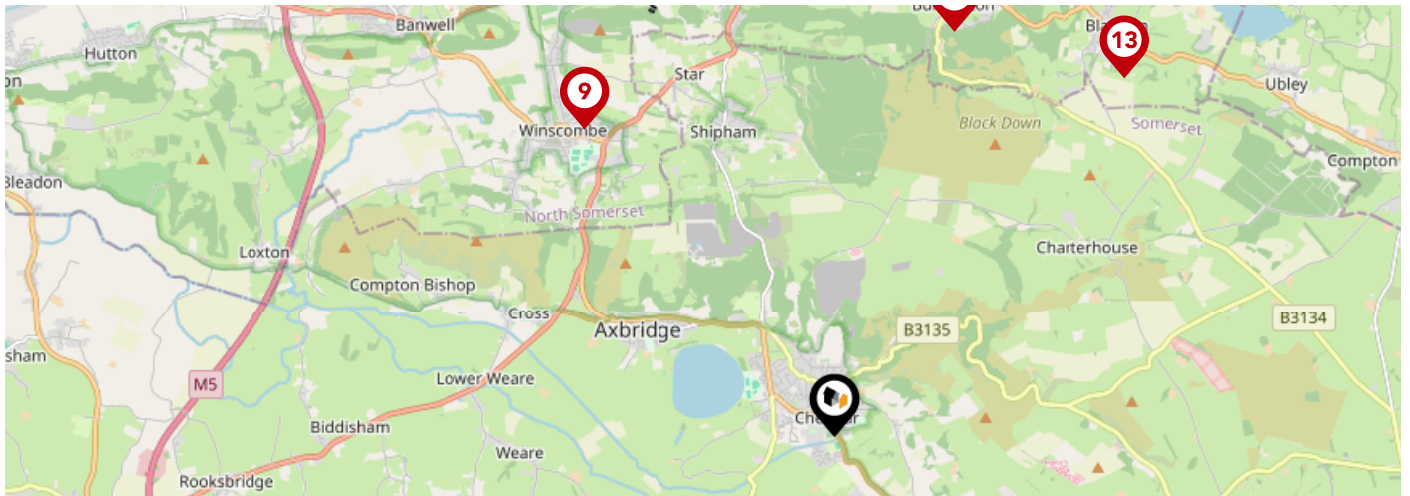 Banwell
Hutton
13
Star
Ubley
9
Winscombe
Shipham
Black Down
Somerset
Compton
Bleadon
North Somerset
Loxton
Charterhouse
Compton Bishop
Cross
Axbridge
B3135
B3134
sham
M5
Lower Weare
Biddisham
Weare
Rooksbridge